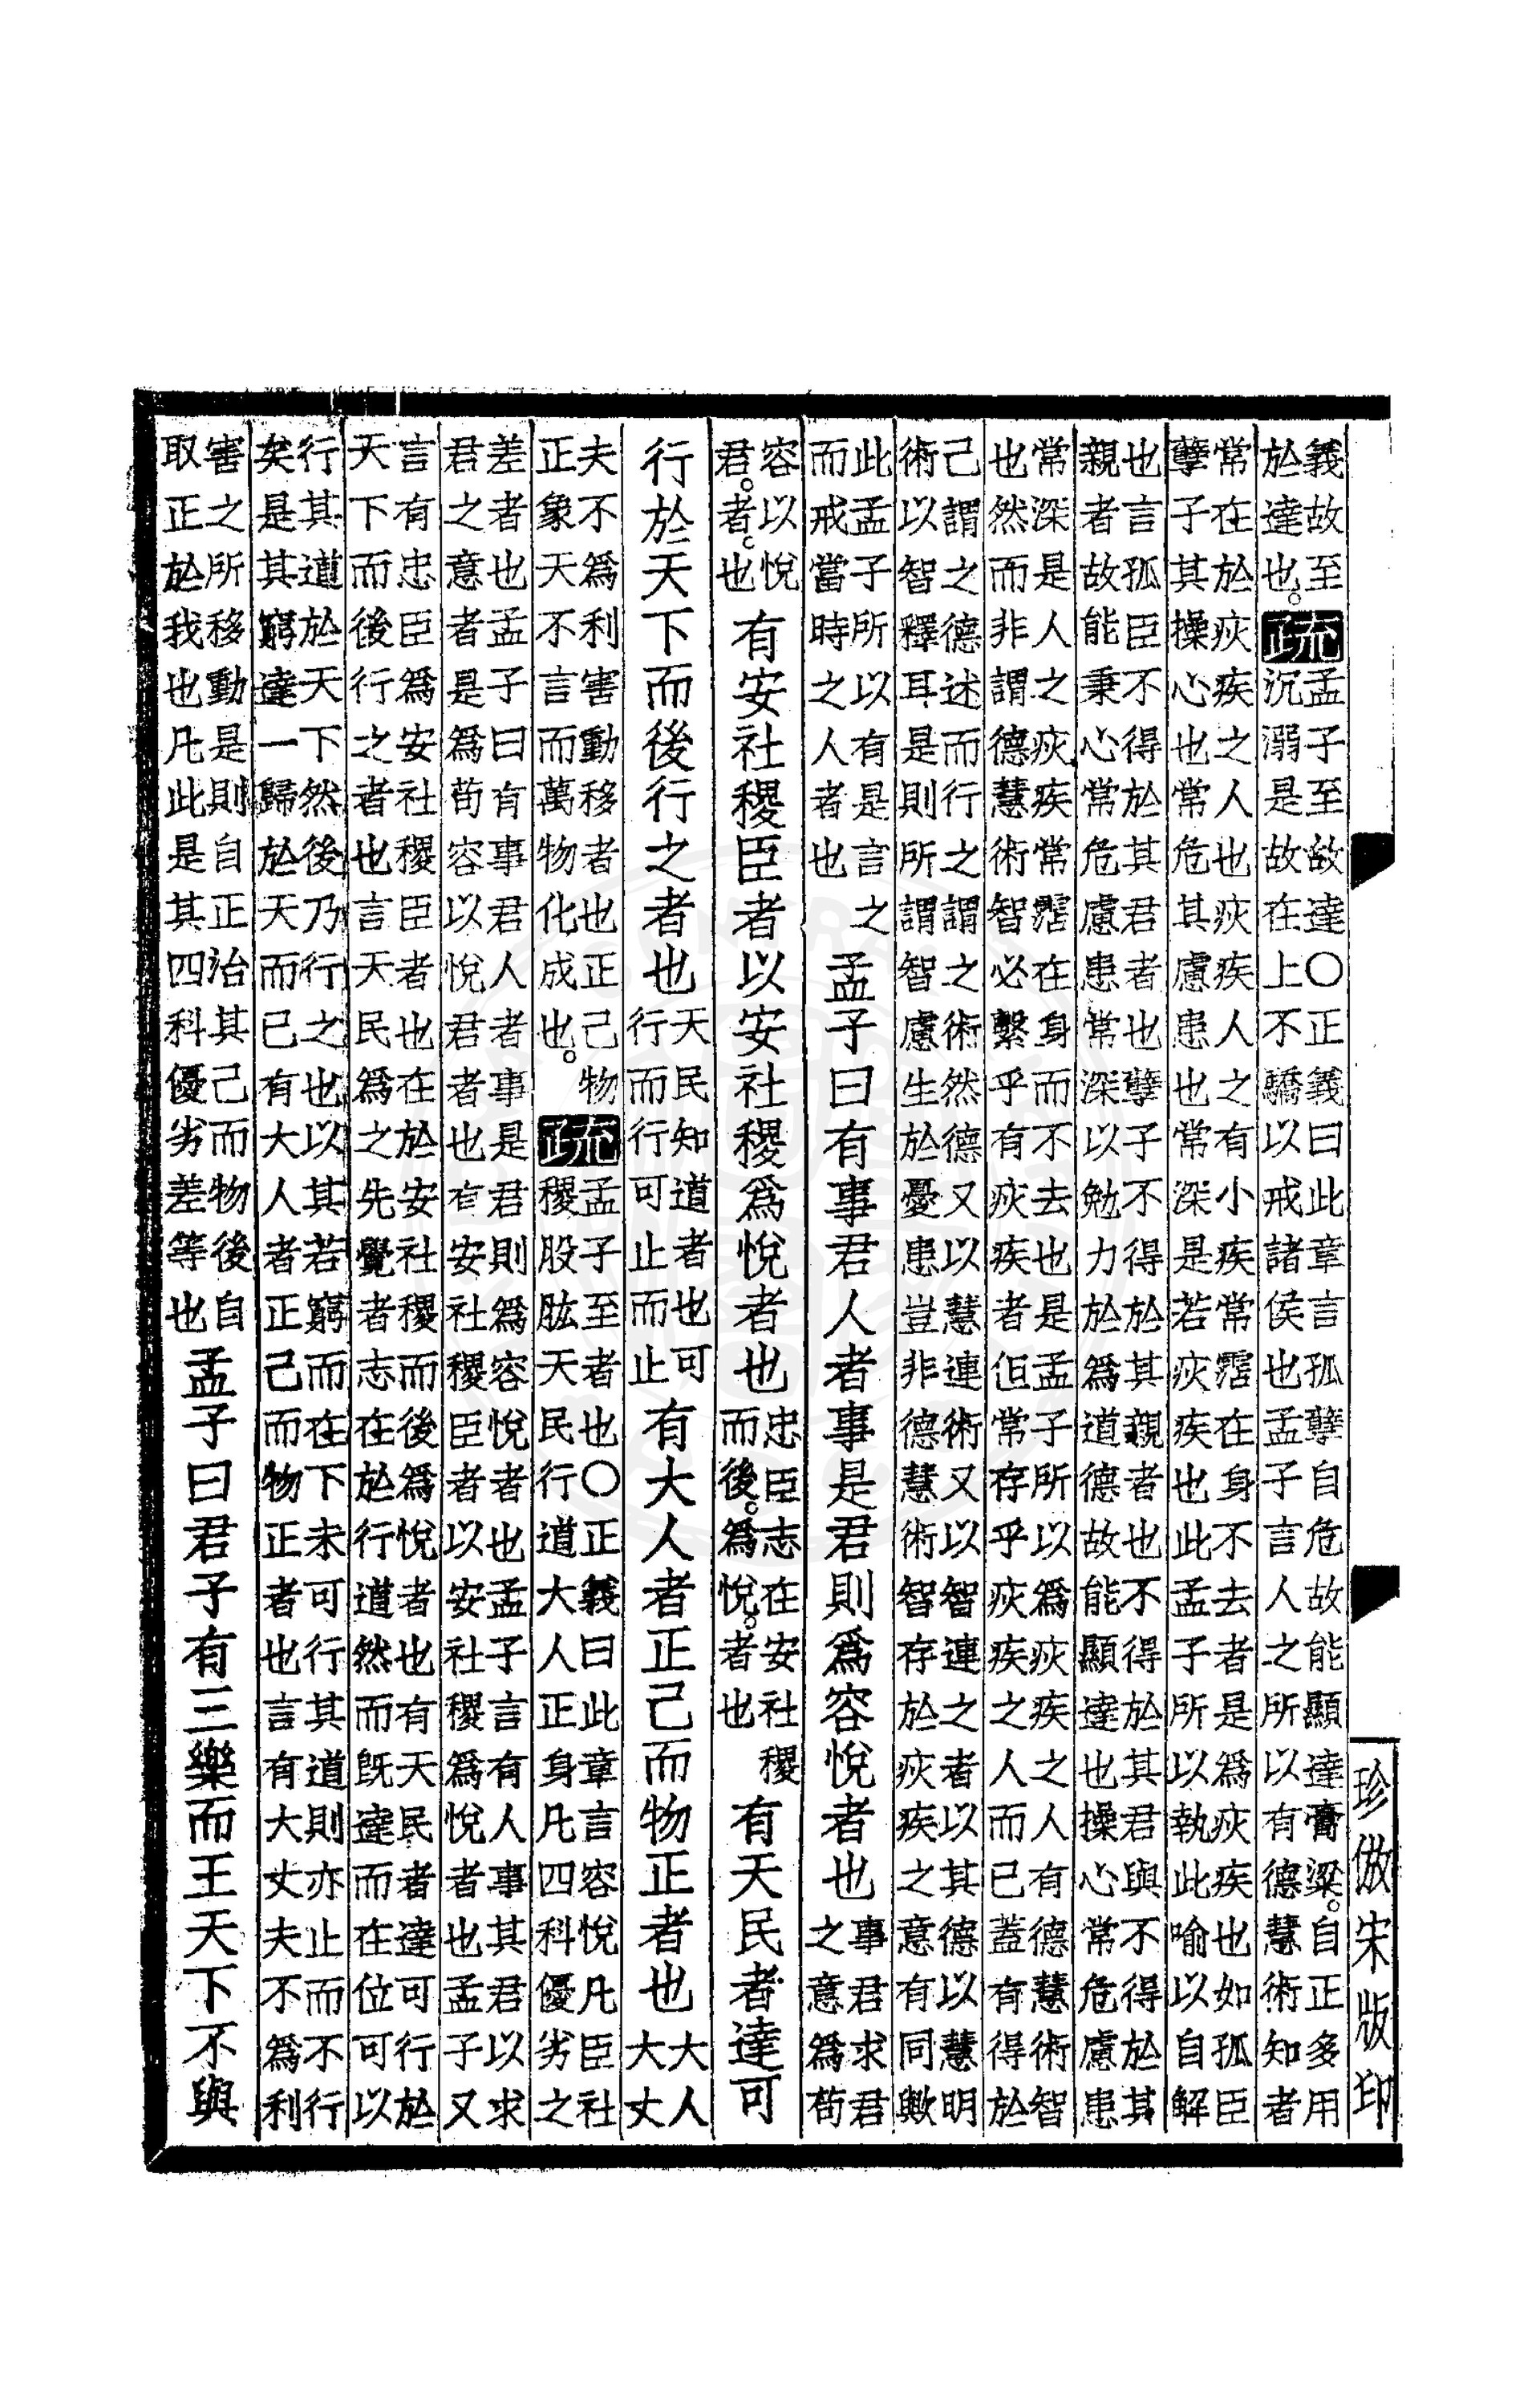 珍倣宋版印
義故至
於達也。
疏
孟子至故達○正義曰此章言孤孽自危故能顯達膏粱。自正多用
沉溺是故在上不驕以戒諸侯也孟子言人之所以有德慧術知者
常在於疢疾之人也疢疾人之有小疾常霑在身不去者是爲疢疾也如孤臣
孽子其操心也常危其慮患也常深是若疢疾也此孟子所以執此喻以自解
也言孤臣不得於其君者也孽子不得於其親者也不得於其君與不得於其
親者故能秉心常危慮患常深以勉力於爲道德故能顯達也操心常危慮患
常深是人之疢疾常霑在身而不去也是孟子所以爲疢疾之人有德慧術智
也然而非謂德慧術智必繫乎有疢疾者但常存乎疢疾之人而已蓋有得於
己謂之德述而行之謂之術然德又以慧連術又以智連之者以其德以慧明
術以智釋耳是則所謂智慮生於憂患豈非德慧術智存於疢疾之意有同歟
此孟子所以有是言之
而戒當時之人者也
孟子曰有事君人者事是君則爲容悅者也
事君求君
之意爲苟
容以悅
君。者。也
有安社稷臣者以安社稷爲悅者也
忠臣志在安社稷
而後。爲悅。者也
有天民者達可
行於天下而後行之者也
天民知道者也可
行而行可止而止
有大人者正己而物正者也
大人
大丈
夫不爲利害動移者也正己物
正象天不言而萬物化成也。
疏
孟子至者也○正義曰此章言容悅凡臣社
稷股肱天民行道大人正身凡四科優劣之
差者也孟子曰有事君人者事是君則爲容悅者也孟子言有人事其君以求
君之意者是爲苟容以悅君者也有安社稷臣者以安社稷爲悅者也孟子又
言有忠臣爲安社稷臣者也在於安社稷而後爲悅者也有天民者達可行於
天下而後行之者也言天民爲之先覺者志在於行道然而既達而在位可以
行其道於天下然後乃行之也以其若窮而在下未可行其道則亦止而不行
矣是其窮達一歸於天而已有大人者正己而物正者也言有大丈夫不爲利
害之所移動是則自正治其己而物後自
取正於我也凡此是其四科優劣差等也
孟子曰君子有三樂而王天下不與